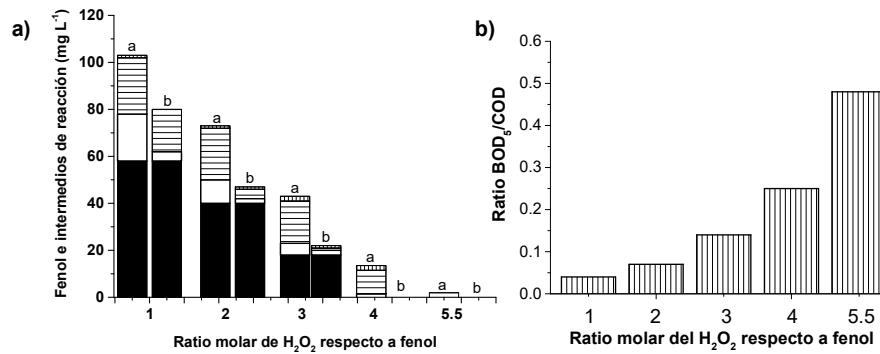 a)
Fenol e intermedios de reacción (mg L⁻¹)
120
100
80
60
40
20
0
a
b
a
b
a
b
a
b
a
b
1
2
3
4
5.5
Ratio molar de H₂O₂ respecto a fenol
b)
Ratio BOD₅/COD
0.6
0.5
0.4
0.3
0.2
0.1
0.0
1
2
3
4
5.5
Ratio molar del H₂O₂ respecto a fenol